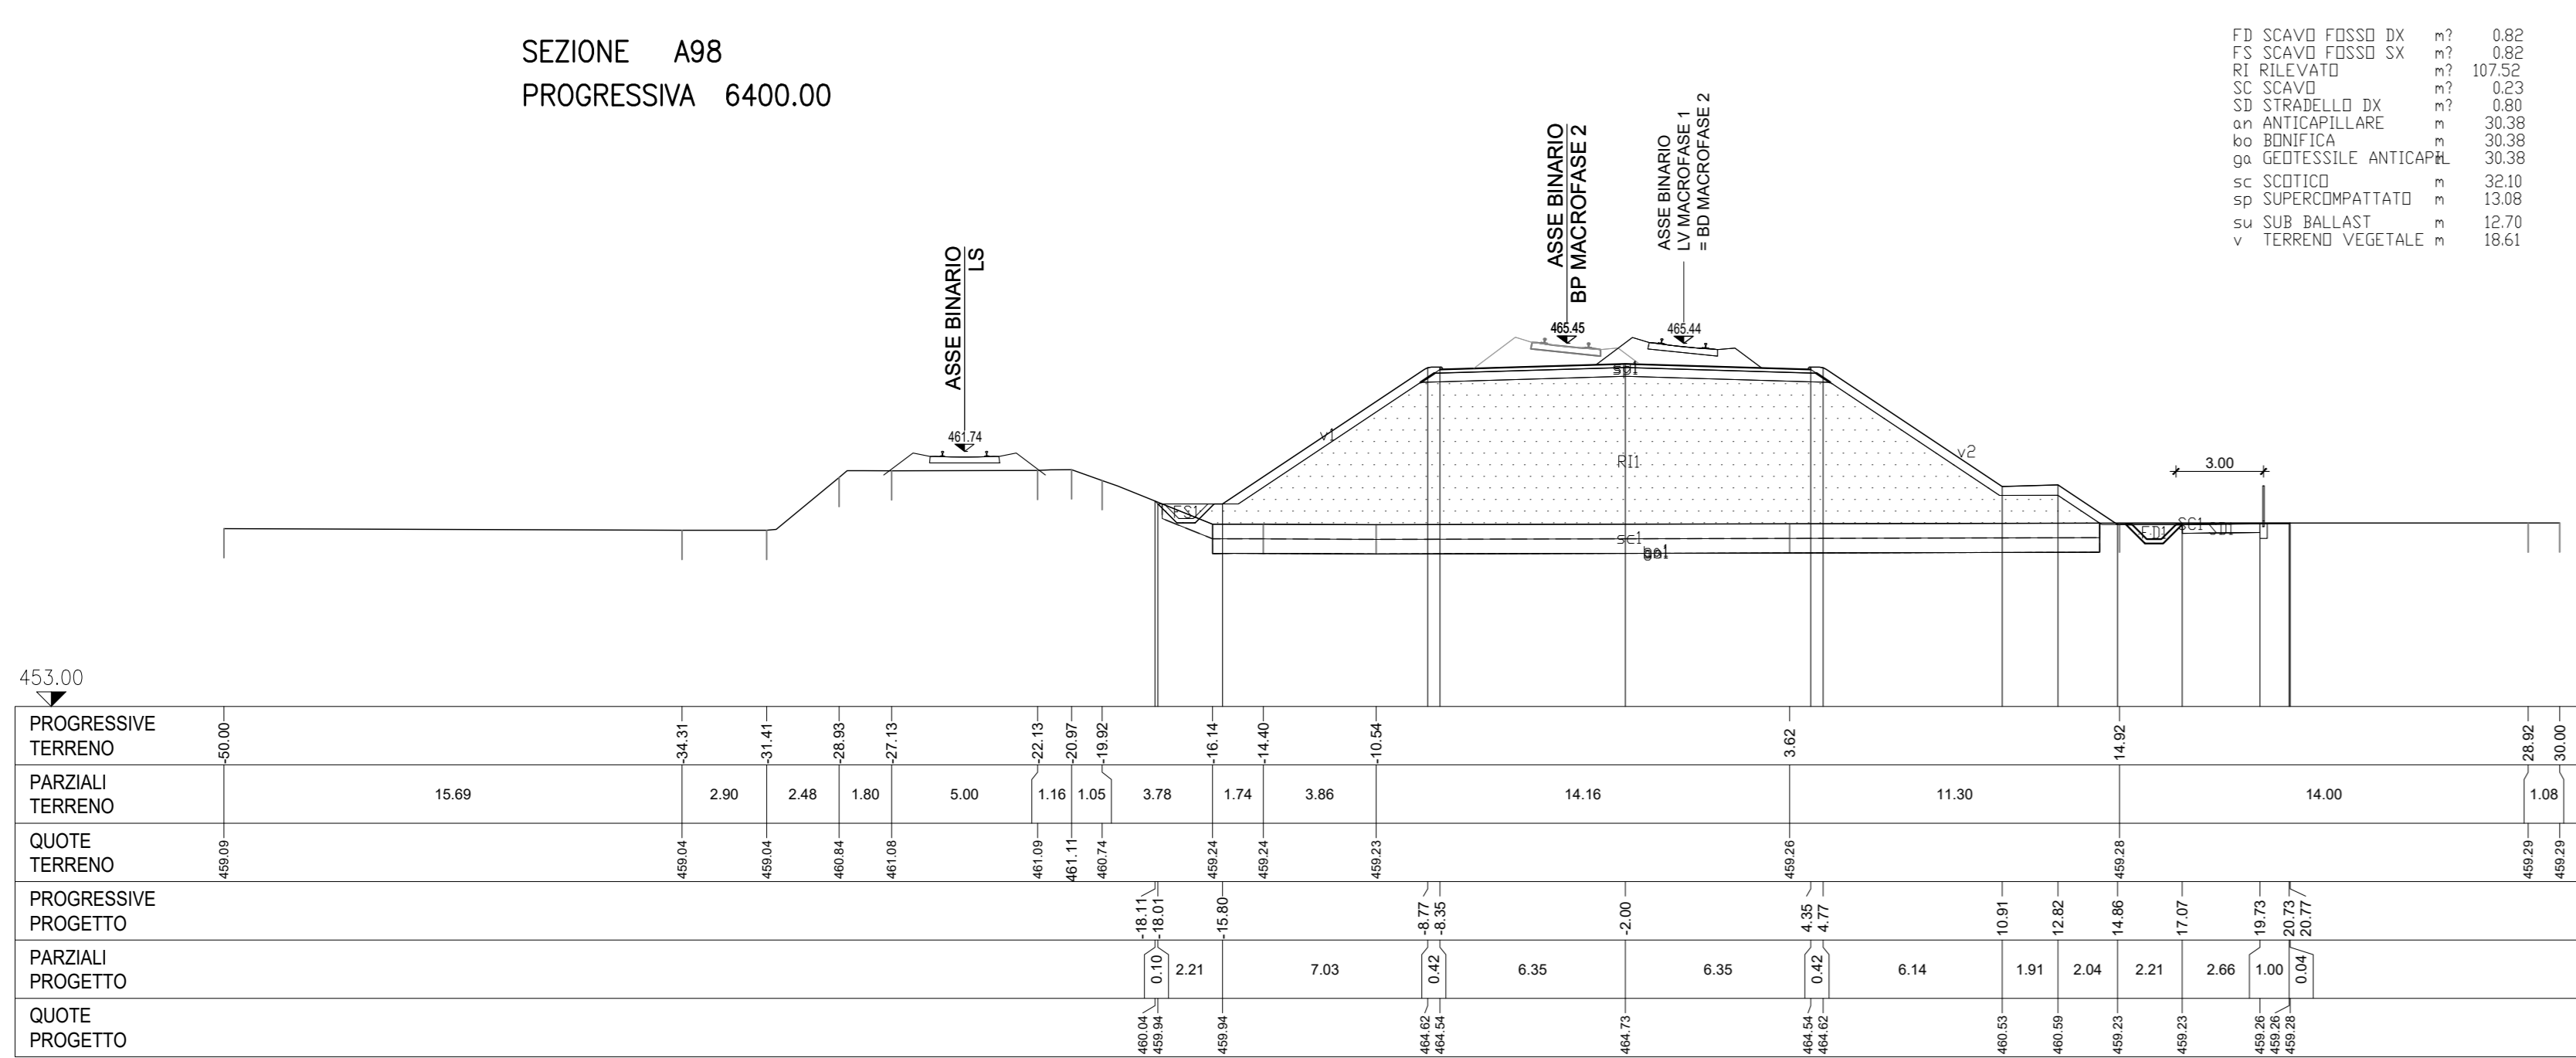 SEZIONE A98
PROGRESSIVA 6400.00
FD SCAVO FOSSO DX m? 0.82
FS SCAVO FOSSO SX m? 0.82
RI RILEVATO m? 107.52
SC SCAVO m? 0.23
SD STRADELLO DX m? 0.80
an ANTICAPILLARE m 30.38
bo BONIFICA m 30.38
ga GEOTESSILE ANTICAPIL m 30.38
sc SCOTICO m 32.10
sp SUPERCOMPATTATO m 13.08
su SUB BALLAST m 12.70
v TERRENO VEGETALE m 18.61
ASSE BINARIO
LS
461.74
ASSE BINARIO
BP MACROFASE 2
465.45
ASSE BINARIO
LV MACROFASE 1
= BD MACROFASE 2
465.44
sp1
v1
RI1
v2
3.00
FS1
sc1
FD1
SC1
SD1
453.00
PROGRESSIVE
TERRENO
-50.00 -34.31 -31.41 -28.93 -27.13 -22.13 -20.97 -19.92 -16.14 -14.40 -10.54 3.62 14.92 28.92 30.00
PARZIALI
TERRENO
15.69 2.90 2.48 1.80 5.00 1.16 1.05 3.78 1.74 3.86 14.16 11.30 14.00 1.08
QUOTE
TERRENO
459.09 459.04 459.04 460.84 461.08 461.09 461.11 460.74 459.24 459.24 459.23 459.26 459.28 459.29 459.29
PROGRESSIVE
PROGETTO
-18.11 -18.01 -15.80 -8.77 -8.35 -2.00 4.35 4.77 10.91 12.82 14.86 17.07 19.73 20.73 20.77
PARZIALI
PROGETTO
0.10 2.21 7.03 0.42 6.35 6.35 0.42 6.14 1.91 2.04 2.21 2.66 1.00 0.04
QUOTE
PROGETTO
460.04 459.94 459.94 464.62 464.54 464.73 464.54 464.62 460.53 460.59 459.23 459.23 459.26 459.26 459.28